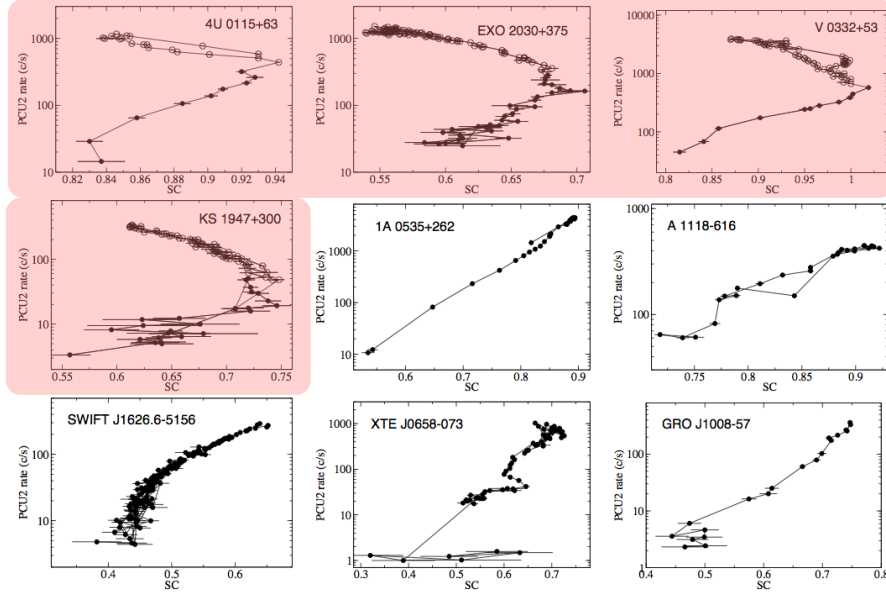 4U 0115+63
PCU2 rate (c/s)
1000
100
10
0.82 0.84 0.86 0.88 0.9 0.92 0.94
SC
EXO 2030+375
PCU2 rate (c/s)
1000
100
10
0.55 0.6 0.65 0.7
SC
V 0332+53
PCU2 rate (c/s)
10000
1000
100
0.8 0.85 0.9 0.95 1
SC
KS 1947+300
PCU2 rate (c/s)
100
10
0.55 0.6 0.65 0.7 0.75
SC
1A 0535+262
PCU2 rate (c/s)
1000
100
10
0.6 0.7 0.8 0.9
SC
A 1118-616
PCU2 rate (c/s)
1000
100
0.75 0.8 0.85 0.9
SC
SWIFT J1626.6-5156
PCU2 rate (c/s)
100
10
0.4 0.5 0.6
SC
XTE J0658-073
PCU2 rate (c/s)
1000
100
10
1
0.3 0.4 0.5 0.6 0.7
SC
GRO J1008-57
PCU2 rate (c/s)
100
10
1
0.4 0.5 0.6 0.7 0.8
SC